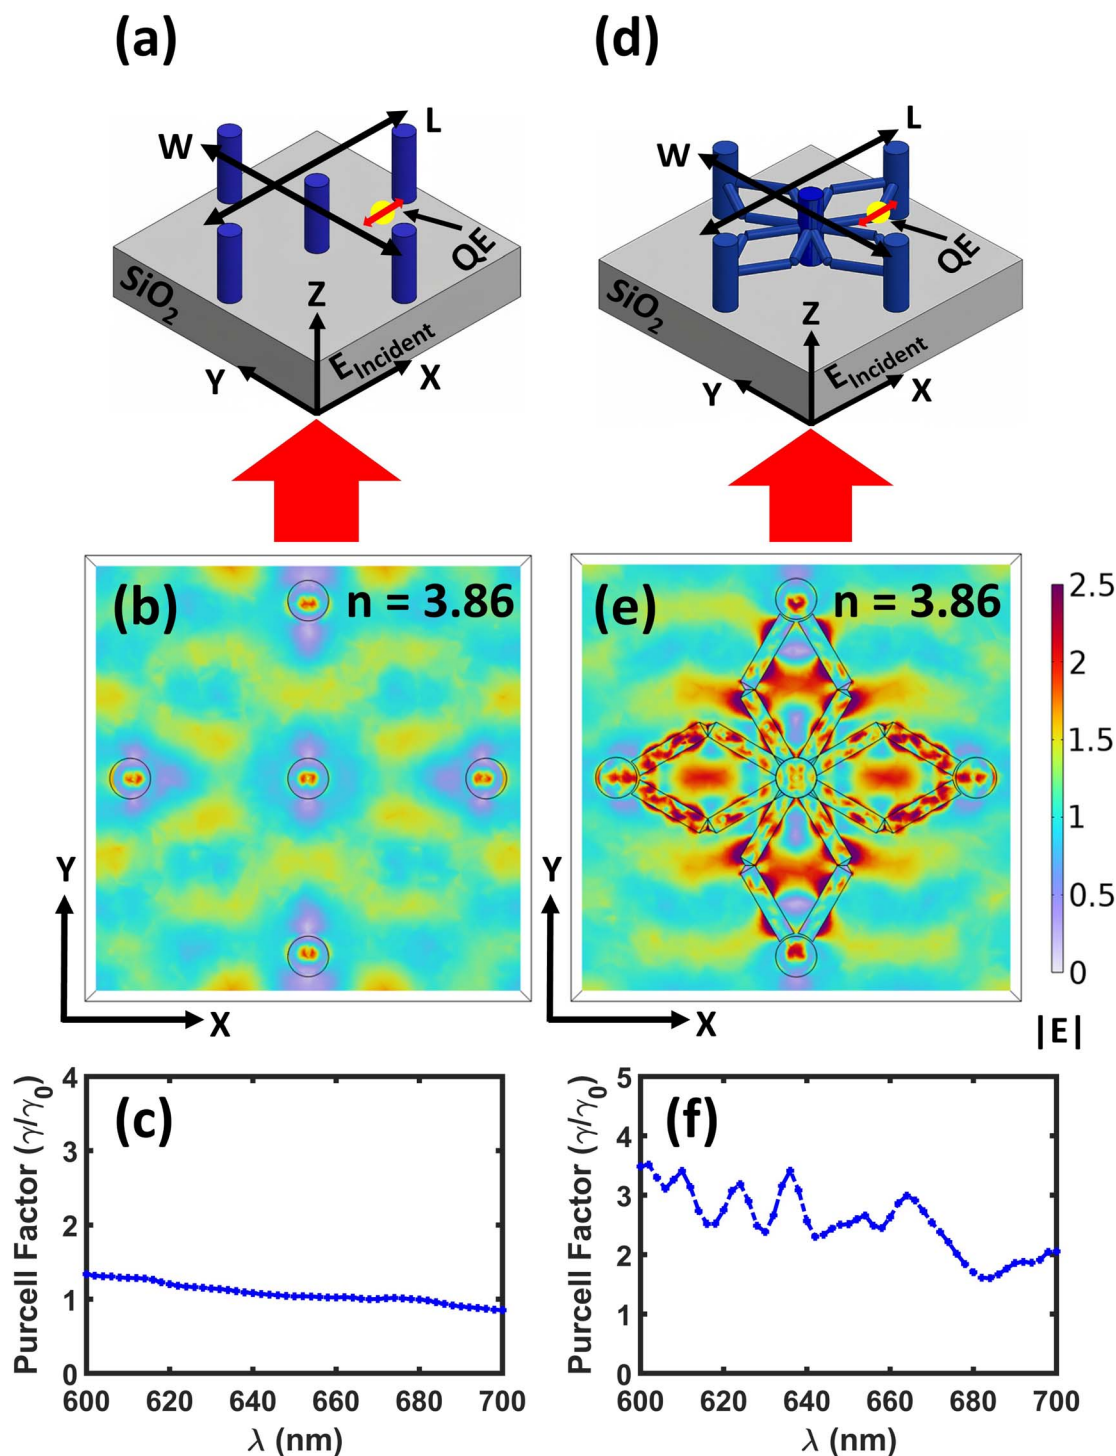 (a)
W
L
QE
SiO2
Z
EIncident
Y
X
(d)
W
L
QE
SiO2
Z
EIncident
Y
X
(b)
n = 3.86
Y
X
(e)
n = 3.86
Y
X
2.5
2
1.5
1
0.5
0
|E|
(c)
Purcell Factor (γ/γ0)
4
3
2
1
0
600 620 640 660 680 700
λ (nm)
(f)
Purcell Factor (γ/γ0)
5
4
3
2
1
0
600 620 640 660 680 700
λ (nm)